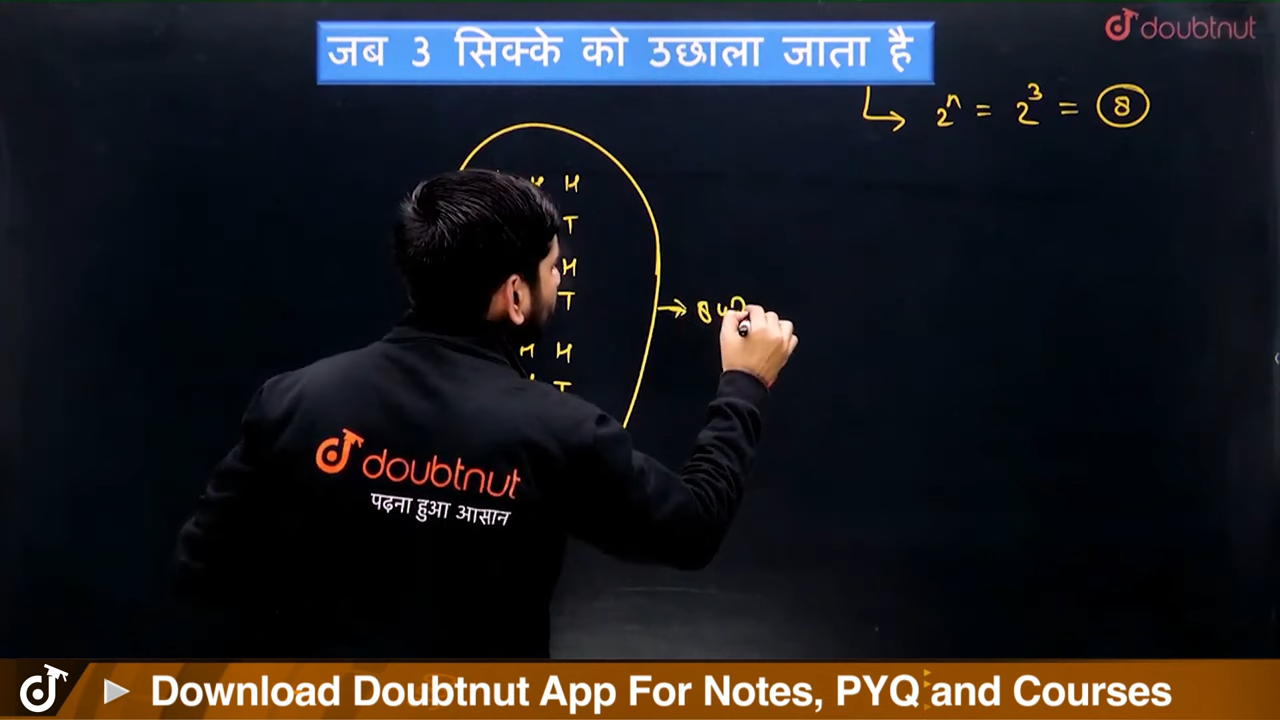 जब 3 सिक्के को उछाला जाता है
doubtnut
2ⁿ = 2³ = 8
H H
T
H
T
H H
T
doubtnut
पढ़ना हुआ आसान
Download Doubtnut App For Notes, PYQ and Courses